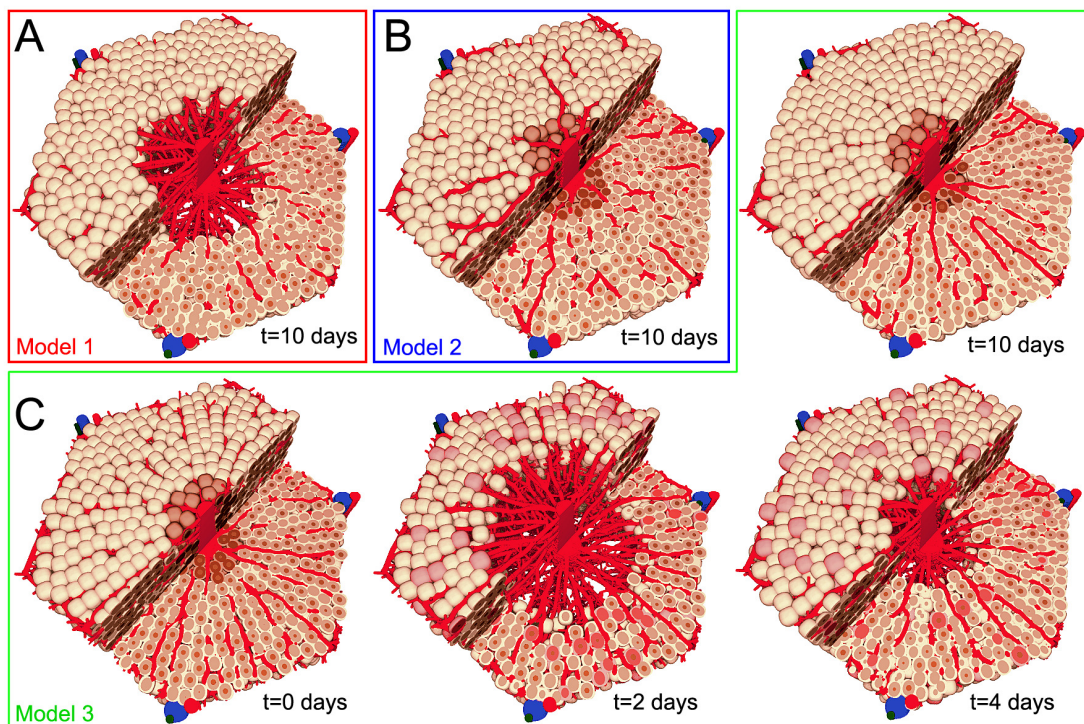 A
B
Model 1
t=10 days
Model 2
t=10 days
t=10 days
C
Model 3
t=0 days
t=2 days
t=4 days